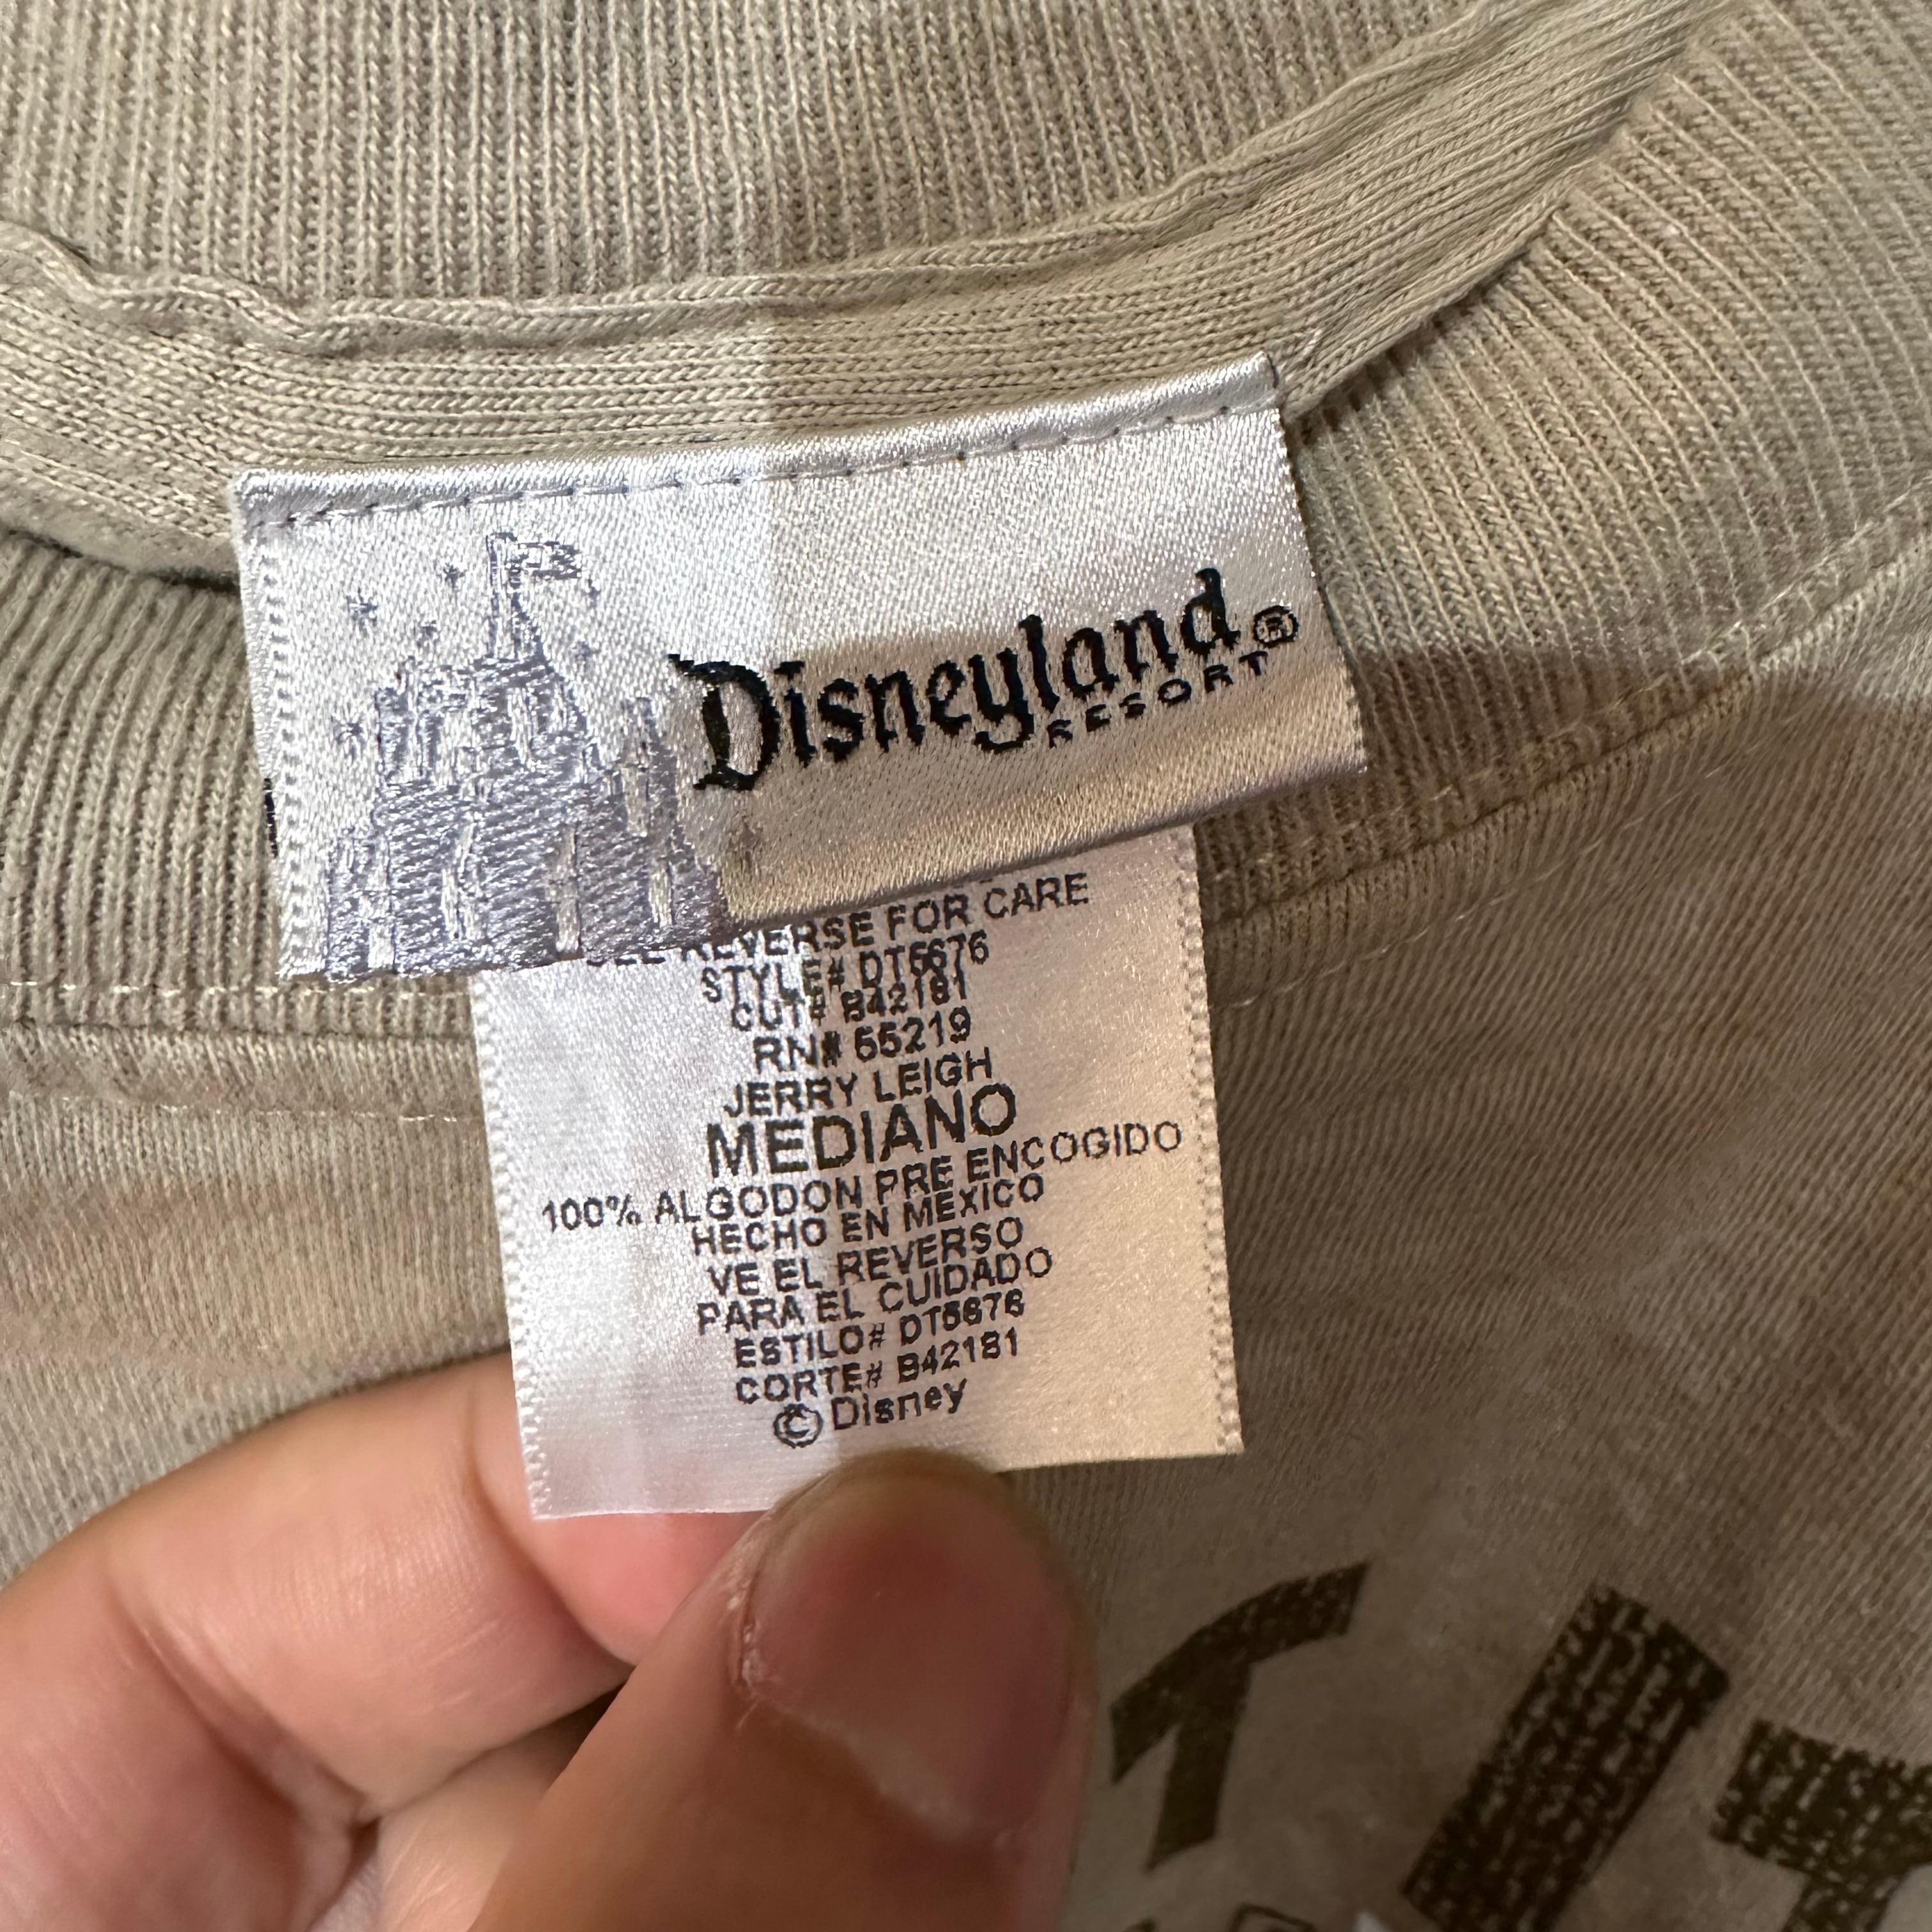 Disneyland®
RESORT
SEE REVERSE FOR CARE
STYLE# DT5676
CUT# B42181
RN# 55219
JERRY LEIGH
MEDIANO
100% ALGODON PRE ENCOGIDO
HECHO EN MEXICO
VE EL REVERSO
PARA EL CUIDADO
ESTILO# DT5676
CORTE# B42181
©Disney